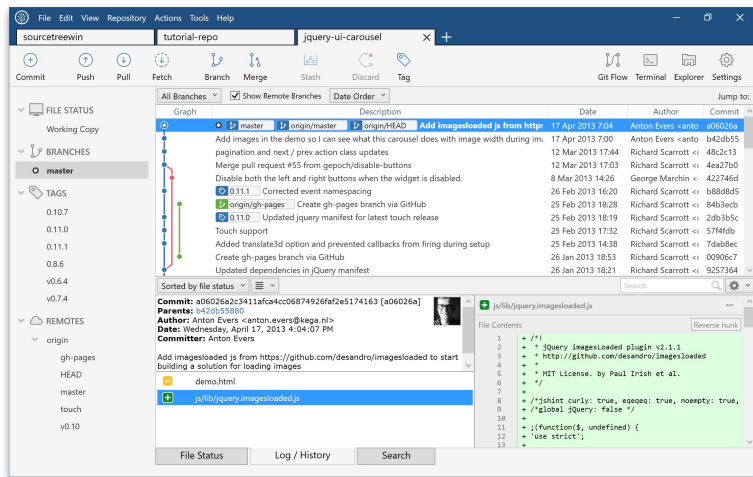 File Edit View Repository Actions Tools Help
sourcetreewin tutorial-repo jquery-ui-carousel
Commit Push Pull Fetch Branch Merge Stash Discard Tag Git Flow Terminal Explorer Settings
All Branches Show Remote Branches Date Order Jump to:
Graph Description Date Author Commit
master origin/master origin/HEAD Add imagesloaded js from https 17 Apr 2013 7:04 Anton Evers <anto a06026a
Add images in the demo so I can see what this carousel does with image width during ima 17 Apr 2013 7:00 Anton Evers <anto b42db55
pagination and next / prev action class updates 12 Mar 2013 17:44 Richard Scarrott <r 48c2c13
Merge pull request #55 from gepoch/disable-buttons 12 Mar 2013 17:03 Richard Scarrott <r 4ea27b0
Disable both the left and right buttons when the widget is disabled. 8 Mar 2013 14:26 George Marchin < 422746d
0.11.1 Corrected event namespacing 26 Feb 2013 16:20 Richard Scarrott <r b88d8d5
origin/gh-pages Create gh-pages branch via GitHub 25 Feb 2013 18:28 Richard Scarrott <r 84b3ecb
0.11.0 Updated jquery manifest for latest touch release 25 Feb 2013 18:19 Richard Scarrott <r 2db3b5c
Touch support 25 Feb 2013 17:32 Richard Scarrott <r 57f4fdb
Added translate3d option and prevented callbacks from firing during setup 25 Feb 2013 14:38 Richard Scarrott <r 7dab8ec
Create gh-pages branch via GitHub 26 Jan 2013 18:53 Richard Scarrott <r 00906c7
Updated dependencies in jQuery manifest 26 Jan 2013 18:21 Richard Scarrott <r 9257364
FILE STATUS
Working Copy
BRANCHES
master
TAGS
0.10.7
0.11.0
0.11.1
0.8.6
v0.6.4
v0.7.4
REMOTES
origin
gh-pages
HEAD
master
touch
v0.10
Sorted by file status Search
Commit: a06026a2c3411afca4cc06874926faf2e5174163 [a06026a]
Parents: b42db55880
Author: Anton Evers <anton.evers@kega.nl>
Date: Wednesday, April 17, 2013 4:04:07 PM
Committer: Anton Evers
Add imagesloaded js from https://github.com/desandro/imagesloaded to start
building a solution for loading images
demo.html
js/lib/jquery.imagesloaded.js
js/lib/jquery.imagesloaded.js
File Contents Reverse hunk
1 + /*!
2 + * jQuery imagesLoaded plugin v2.1.1
3 + * http://github.com/desandro/imagesloaded
4 + *
5 + * MIT License. by Paul Irish et al.
6 + */
7 +
8 + /*jshint curly: true, eqeqeq: true, noempty: true,
9 + /*global jQuery: false */
10 +
11 + ;(function($, undefined) {
12 + 'use strict';
13 +
File Status Log / History Search